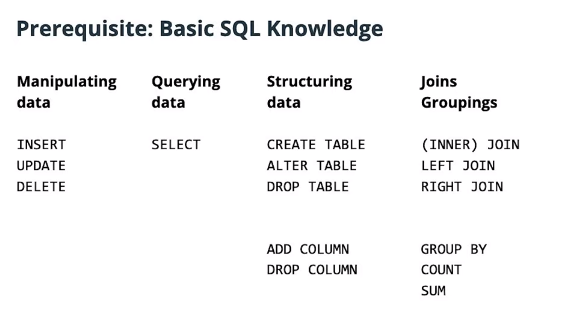 Prerequisite: Basic SQL Knowledge
Manipulating data
INSERT
UPDATE
DELETE
Querying data
SELECT
Structuring data
CREATE TABLE
ALTER TABLE
DROP TABLE
ADD COLUMN
DROP COLUMN
Joins
Groupings
(INNER) JOIN
LEFT JOIN
RIGHT JOIN
GROUP BY
COUNT
SUM